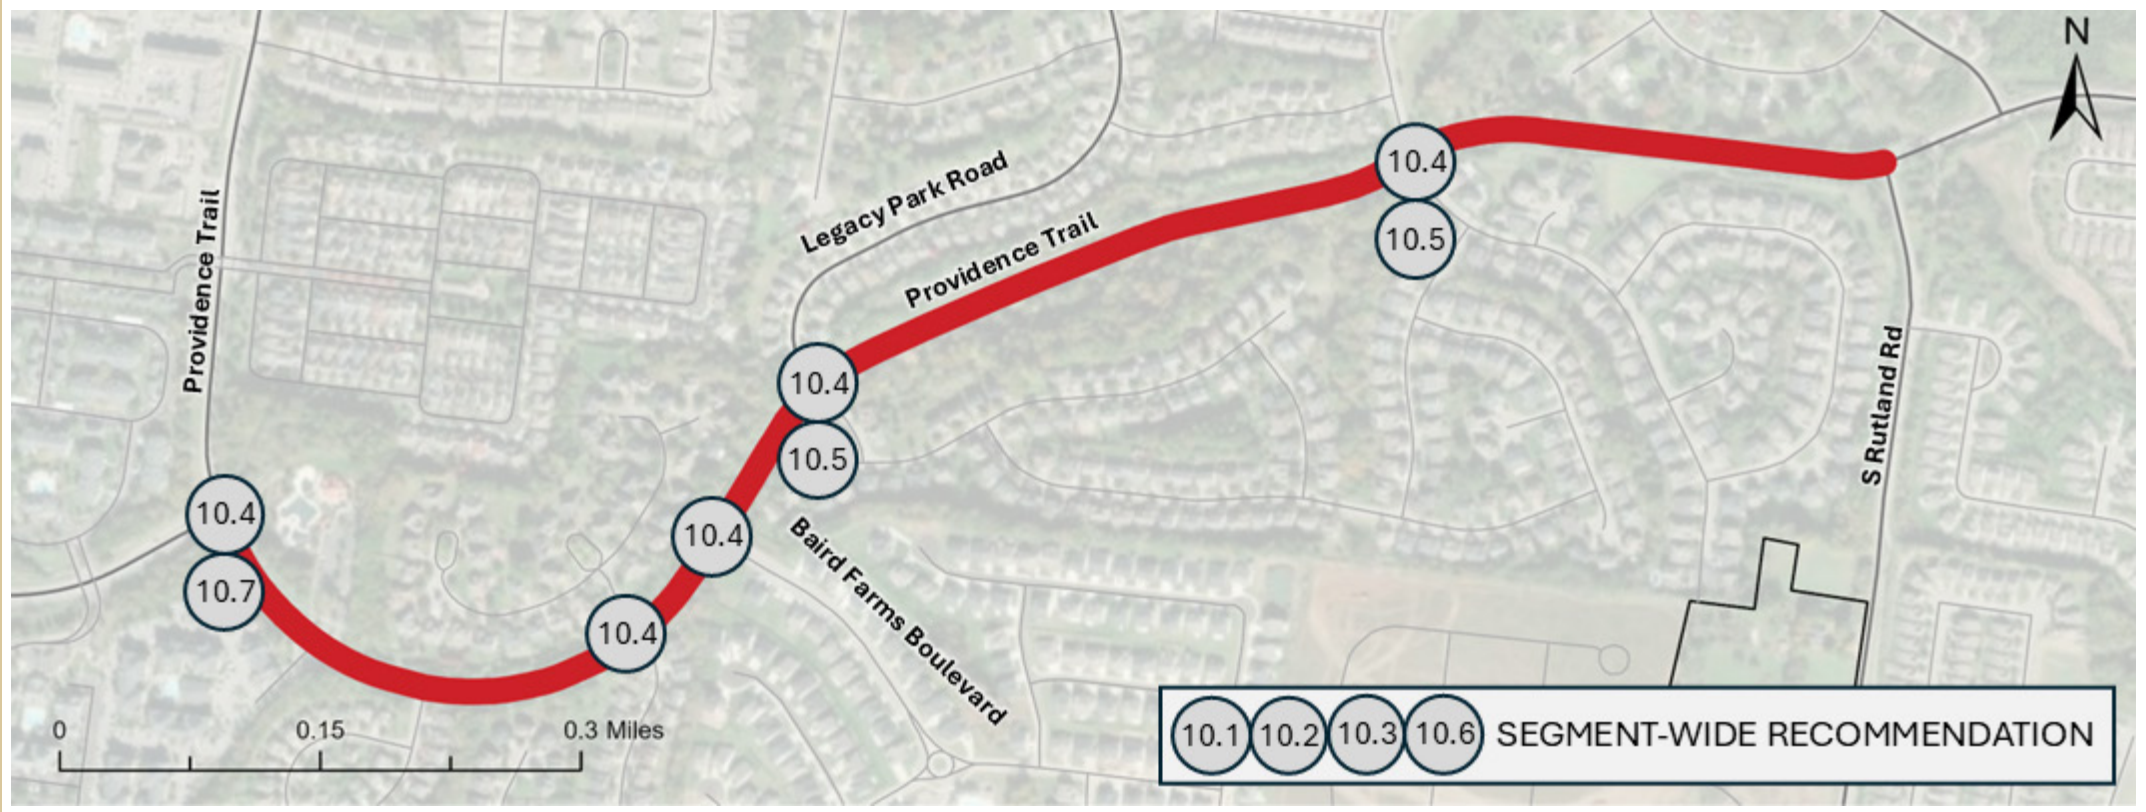 N
Legacy Park Road
Providence Trail
Providence Trail
10.4
10.5
10.4
10.5
10.4
10.7
10.4
10.4
Baird Farms Boulevard
S Rutland Rd
0 0.15 0.3 Miles
10.1 10.2 10.3 10.6 SEGMENT-WIDE RECOMMENDATION